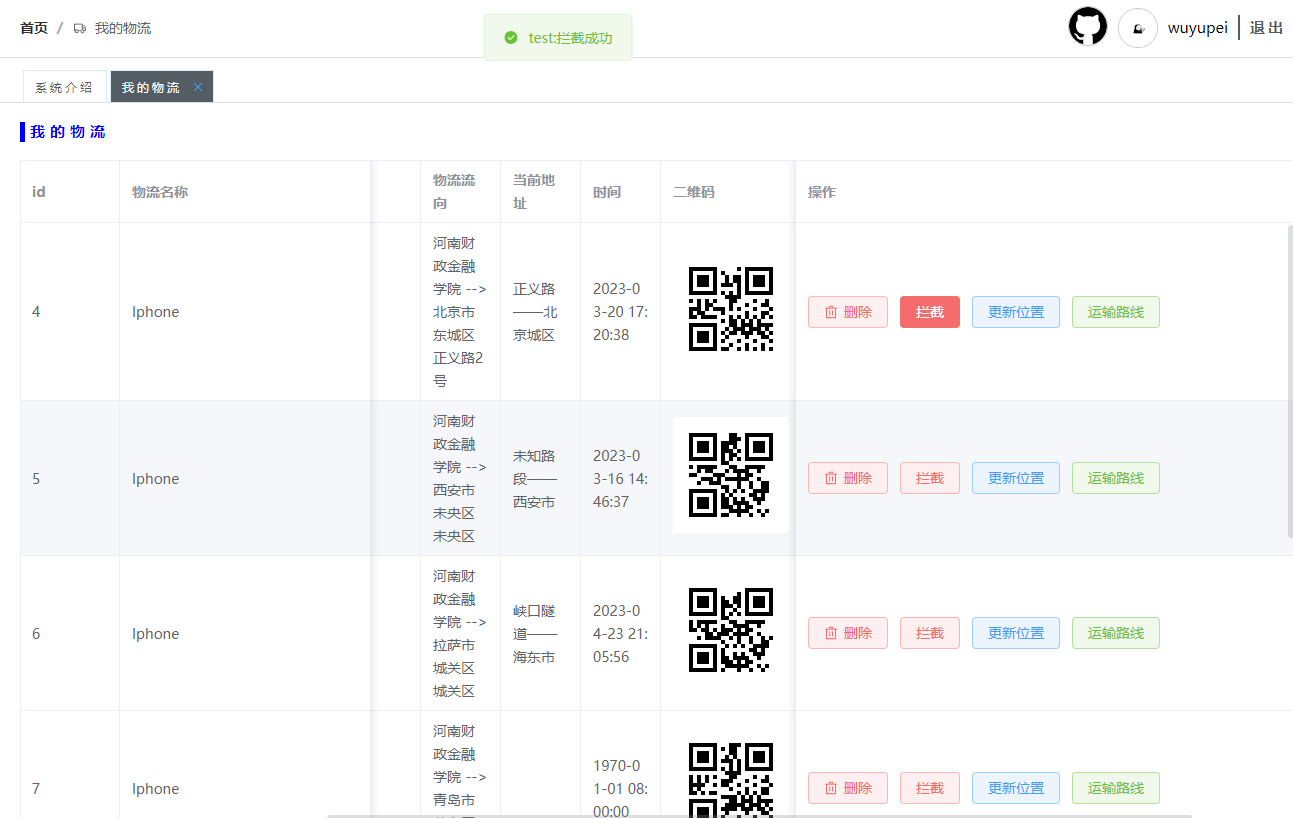 首页 / 我的物流
test:拦截成功
wuyupei
退出
系统介绍
我的物流 ×
我的物流
id
物流名称
物流流
向
当前地
址
时间
二维码
操作
4
Iphone
河南财
政金融
学院 -->
北京市
东城区
正义路2
号
正义路
——北
京城区
2023-0
3-20 17:
20:38
删除
拦截
更新位置
运输路线
5
Iphone
河南财
政金融
学院 -->
西安市
未央区
未央区
未知路
段——
西安市
2023-0
3-16 14:
46:37
删除
拦截
更新位置
运输路线
6
Iphone
河南财
政金融
学院 -->
拉萨市
城关区
城关区
峡口隧
道——
海东市
2023-0
4-23 21:
05:56
删除
拦截
更新位置
运输路线
7
Iphone
河南财
政金融
学院 -->
青岛市
1970-0
1-01 08:
00:00
删除
拦截
更新位置
运输路线